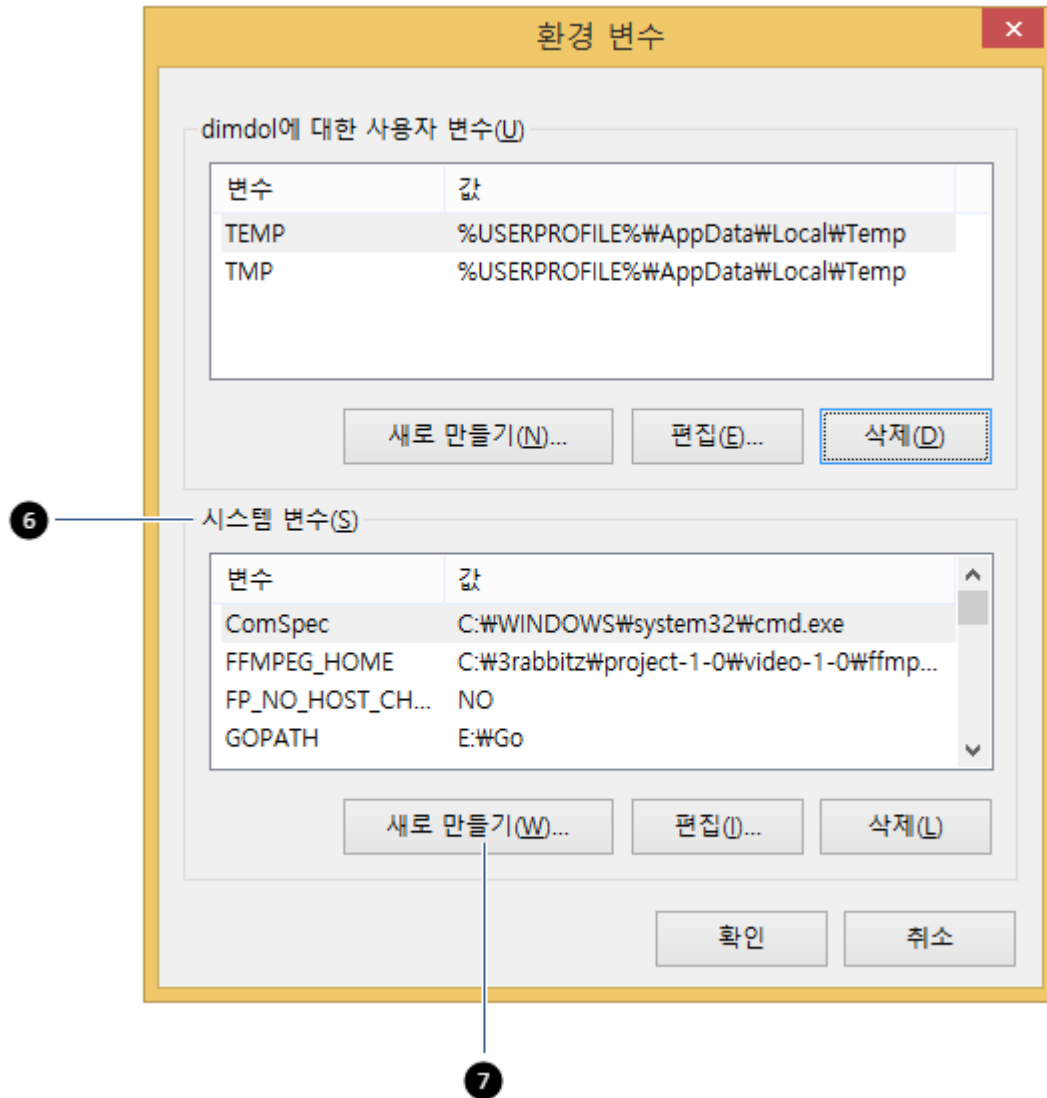 환경 변수
dimdol에 대한 사용자 변수(U)
변수 값
TEMP %USERPROFILE%₩AppData₩Local₩Temp
TMP %USERPROFILE%₩AppData₩Local₩Temp
새로 만들기(N)... 편집(E)... 삭제(D)
6 시스템 변수(S)
변수 값
ComSpec C:₩WINDOWS₩system32₩cmd.exe
FFMPEG_HOME C:₩3rabbitz₩project-1-0₩video-1-0₩ffmp...
FP_NO_HOST_CH... NO
GOPATH E:₩Go
새로 만들기(W)... 편집(I)... 삭제(L)
확인 취소
7